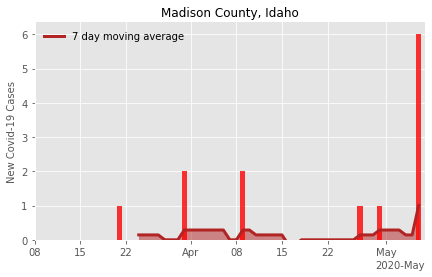 Madison County, Idaho
7 day moving average
New Covid-19 Cases
6
5
4
3
2
1
0
08 15 22 Apr 08 15 22 May
2020-May